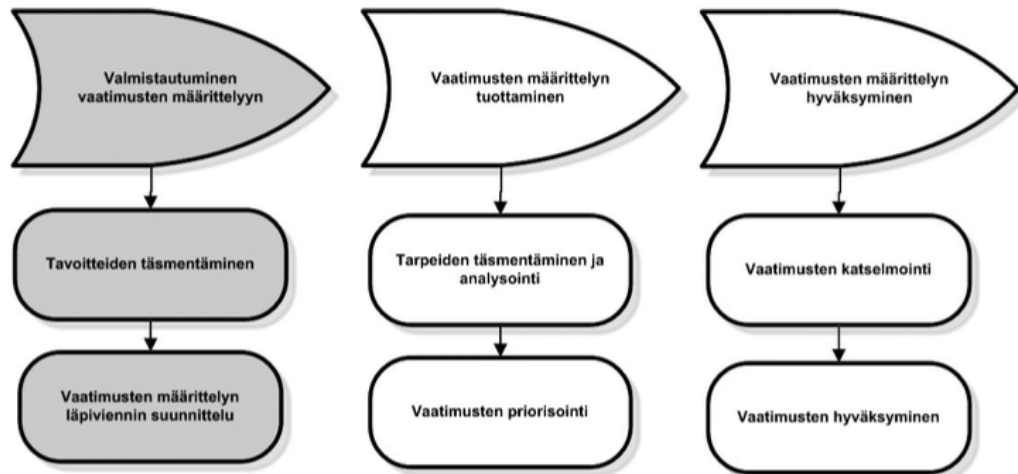 Valmistautuminen
vaatimusten määrittelyyn
Vaatimusten määrittelyn
tuottaminen
Vaatimusten määrittelyn
hyväksyminen
Tavoitteiden täsmentäminen
Tarpeiden täsmentäminen ja
analysointi
Vaatimusten katselmointi
Vaatimusten määrittelyn
läpiviennin suunnittelu
Vaatimusten priorisointi
Vaatimusten hyväksyminen